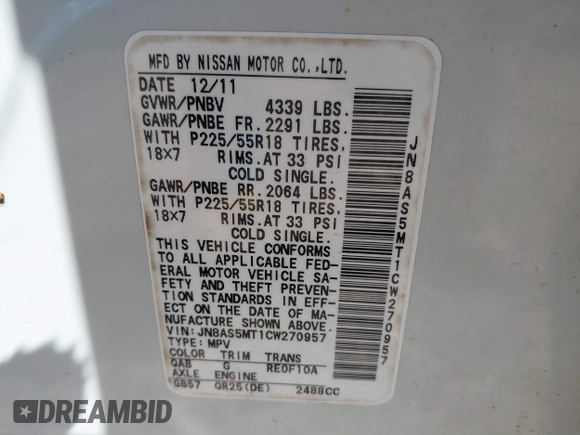 MFD BY NISSAN MOTOR CO.,LTD.
DATE 12/11
GVWR/PNBV 4339 LBS.
GAWR/PNBE FR. 2291 LBS.
WITH P225/55R18 TIRES,
18X7 RIMS.AT 33 PSI
COLD SINGLE.
GAWR/PNBE RR. 2064 LBS.
WITH P225/55R18 TIRES,
18X7 RIMS.AT 33 PSI
COLD SINGLE.
THIS VEHICLE CONFORMS
TO ALL APPLICABLE FED-
ERAL MOTOR VEHICLE SA-
FETY AND THEFT PREVEN-
TION STANDARDS IN EFF-
ECT ON THE DATE OF MA-
NUFACTURE SHOWN ABOVE.
VIN:JN8AS5MT1CW270957
TYPE:MPV
COLOR TRIM TRANS
QAB G RE0F10A
AXLE ENGINE
GB57 QR25(DE) 2488CC
JN8AS5MT1CW270957
DREAMBID